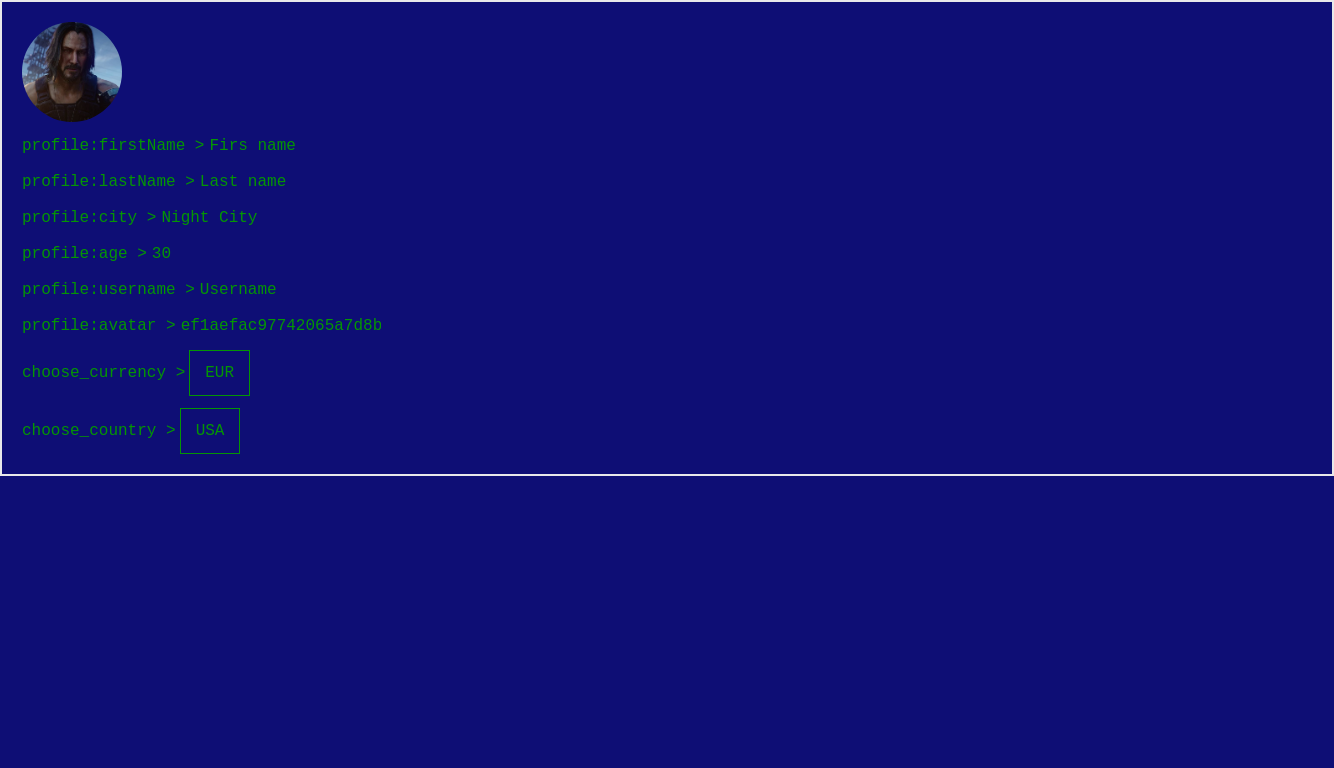 profile:firstName > Firs name
profile:lastName > Last name
profile:city > Night City
profile:age > 30
profile:username > Username
profile:avatar > ef1aefac97742065a7d8b
choose_currency > EUR
choose_country > USA